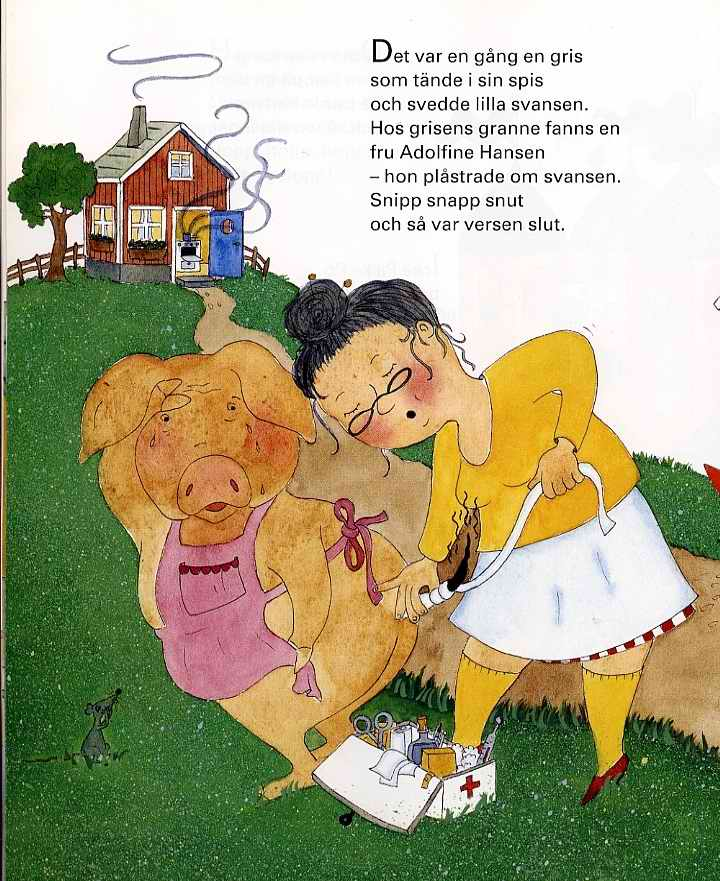 Det var en gång en gris
som tände i sin spis
och svedde lilla svansen.
Hos grisens granne fanns en
fru Adolfine Hansen
– hon plåstrade om svansen.
Snipp snapp snut
och så var versen slut.